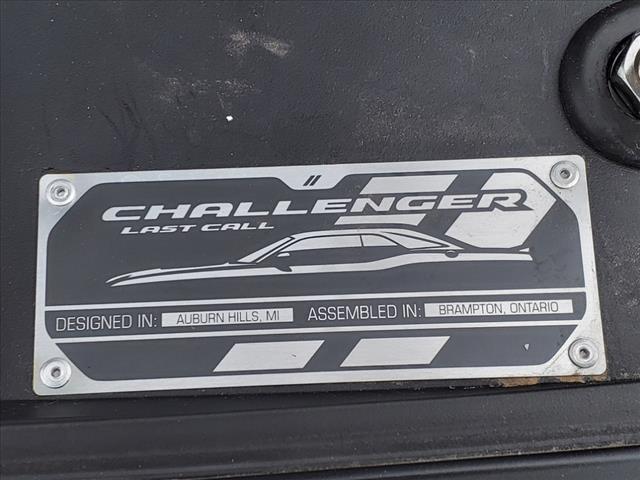 CHALLENGER
LAST CALL
DESIGNED IN: AUBURN HILLS, MI ASSEMBLED IN: BRAMPTON, ONTARIO